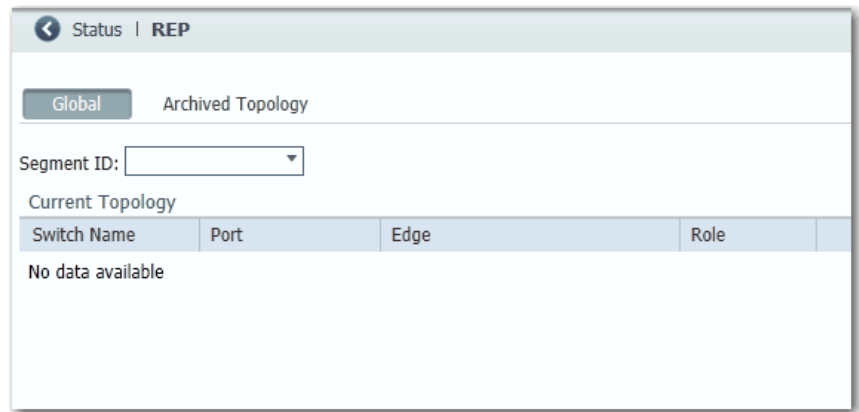 Status | REP
Global Archived Topology
Segment ID:
Current Topology
Switch Name Port Edge Role
No data available